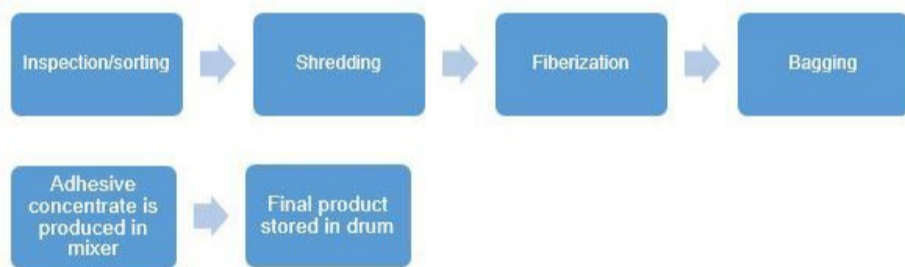 Inspection/sorting
Shredding
Fiberization
Bagging
Adhesive
concentrate is
produced in
mixer
Final product
stored in drum